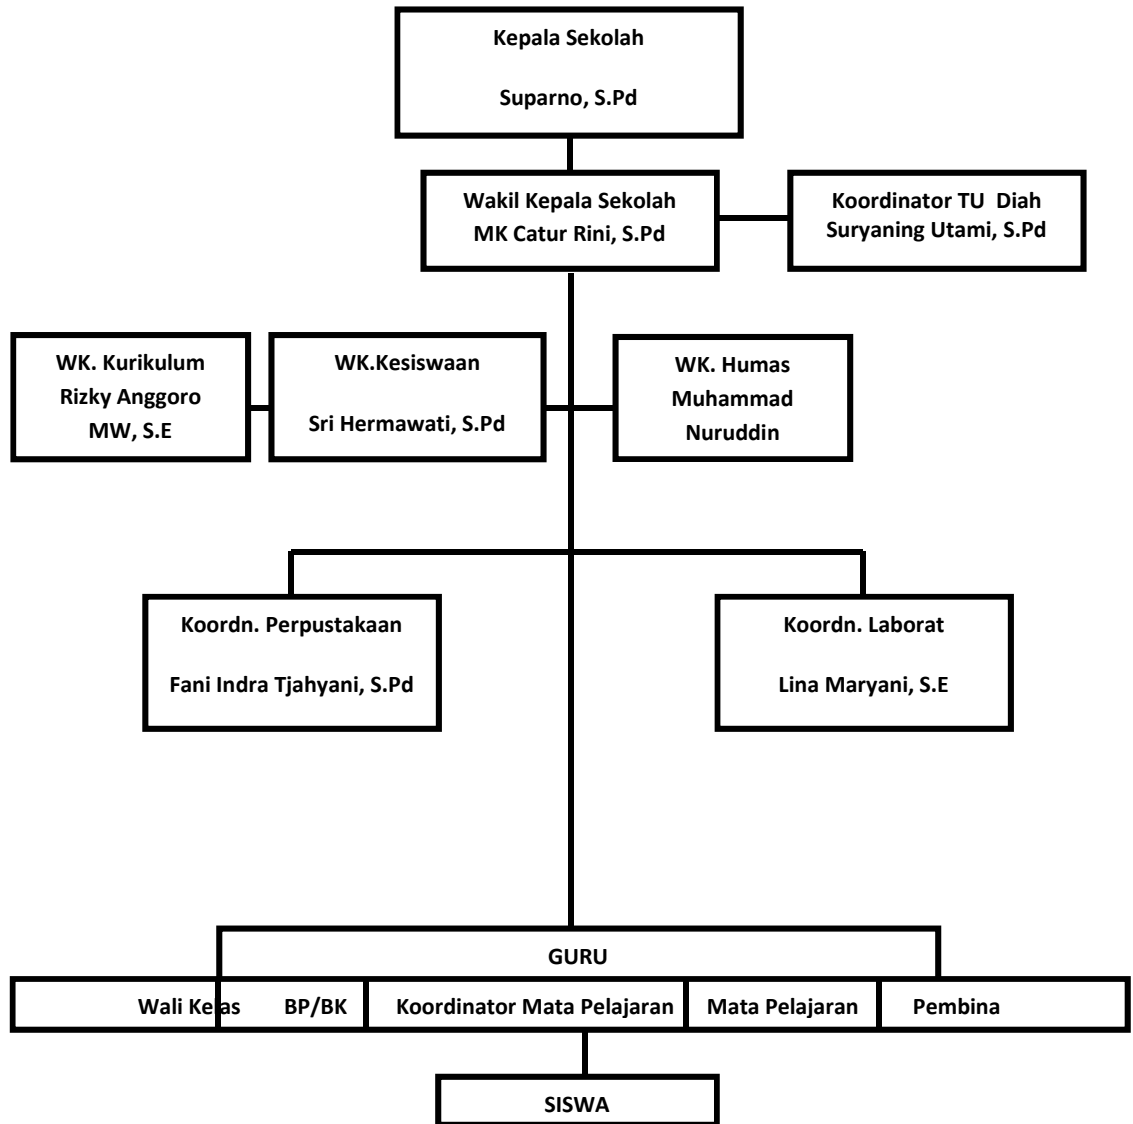 Kepala Sekolah
Suparno, S.Pd
Wakil Kepala Sekolah
MK Catur Rini, S.Pd
Koordinator TU  Diah
Suryaning Utami, S.Pd
WK. Kurikulum
Rizky Anggoro
MW, S.E
WK.Kesiswaan
Sri Hermawati, S.Pd
WK. Humas
Muhammad
Nuruddin
Koordn. Perpustakaan
Fani Indra Tjahyani, S.Pd
Koordn. Laborat
Lina Maryani, S.E
GURU
Wali Kelas
BP/BK
Koordinator Mata Pelajaran
Mata Pelajaran
Pembina
SISWA